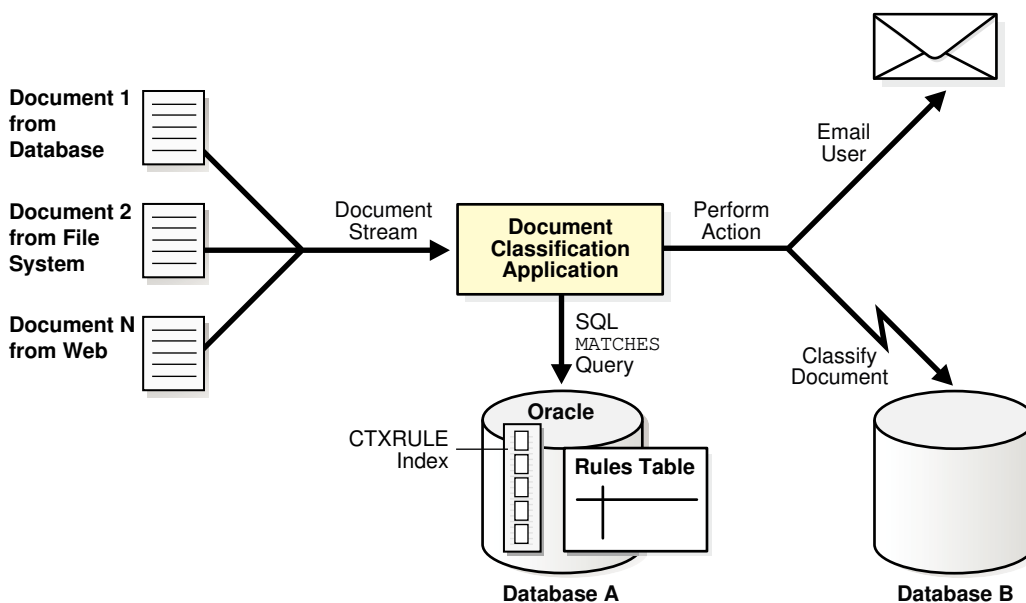 Document 1
from
Database
Document 2
from File
System
Document N
from Web
Document
Stream
Document
Classification
Application
Perform
Action
Email
User
Classify
Document
SQL
MATCHES
Query
Oracle
CTXRULE
Index
Rules Table
Database A
Database B